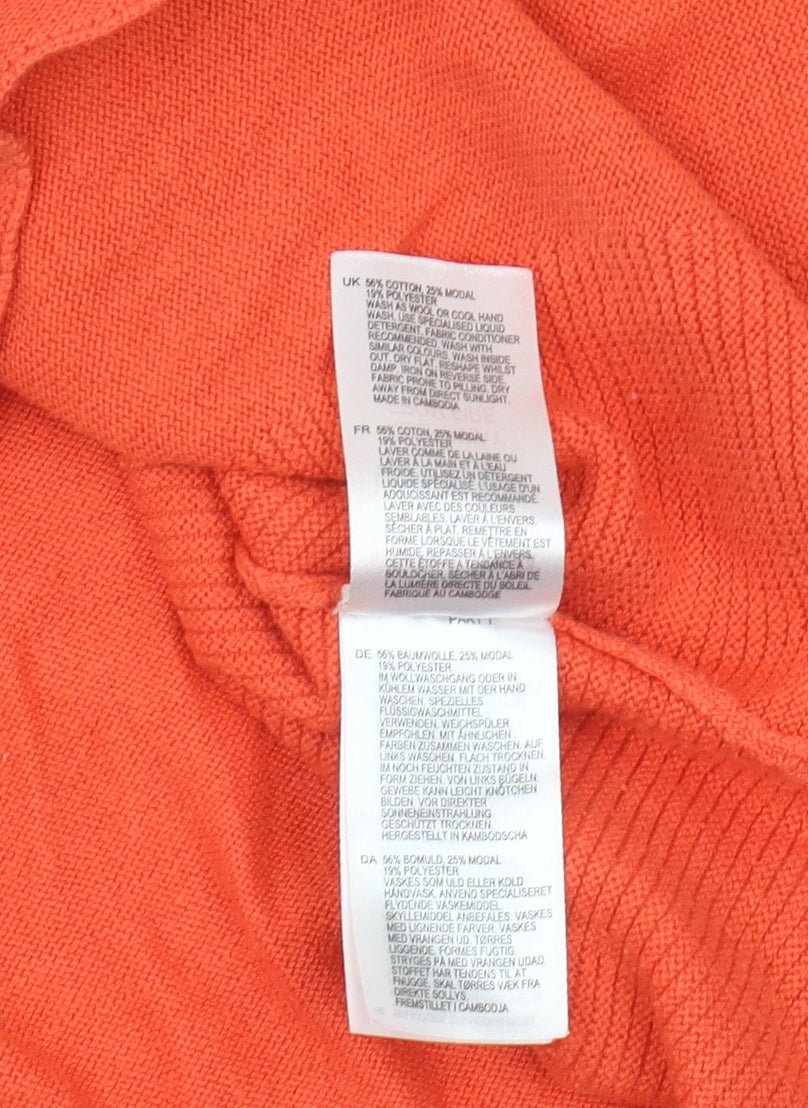 UK 56% COTTON, 25% MODAL
19% POLYESTER
WASH AS WOOL OR COOL HAND
WASH. USE SPECIALISED LIQUID
DETERGENT. FABRIC CONDITIONER
RECOMMENDED. WASH WITH
SIMILAR COLOURS, WASH INSIDE
OUT. DRY FLAT, RESHAPE WHILST
DAMP. IRON ON REVERSE SIDE.
FABRIC PRONE TO PILLING. DRY
AWAY FROM DIRECT SUNLIGHT.
MADE IN CAMBODIA
FR 56% COTON, 25% MODAL
19% POLYESTER
LAVER COMME DE LA LAINE OU
LAVER À LA MAIN ET À L'EAU
FROIDE. UTILISEZ UN DÉTERGENT
LIQUIDE SPÉCIALISÉ. L'USAGE D'UN
ADOUCISSANT EST RECOMMANDÉ.
LAVER AVEC DES COULEURS
SEMBLABLES. LAVER À L'ENVERS.
SÉCHER À PLAT. REMETTRE EN
FORME LORSQUE LE VÊTEMENT EST
HUMIDE, REPASSER À L'ENVERS.
CETTE ÉTOFFE A TENDANCE À
BOULOCHER. SÉCHER À L'ABRI DE
LA LUMIÈRE DIRECTE DU SOLEIL.
FABRIQUÉ AU CAMBODGE
DE 56% BAUMWOLLE, 25% MODAL
19% POLYESTER
IM WOLLWASCHGANG ODER IN
KÜHLEM WASSER MIT DER HAND
WASCHEN. SPEZIELLES
FLÜSSIGWASCHMITTEL
VERWENDEN. WEICHSPÜLER
EMPFOHLEN. MIT ÄHNLICHEN
FARBEN ZUSAMMEN WASCHEN. AUF
LINKS WASCHEN. FLACH TROCKNEN.
IM NOCH FEUCHTEN ZUSTAND IN
FORM ZIEHEN. VON LINKS BÜGELN.
GEWEBE KANN LEICHT KNÖTCHEN
BILDEN. VOR DIREKTER
SONNENEINSTRAHLUNG
GESCHÜTZT TROCKNEN.
HERGESTELLT IN KAMBODSCHA
DA 56% BOMULD, 25% MODAL
19% POLYESTER
VASKES SOM ULD ELLER KOLD
HÅNDVASK. ANVEND SPECIALISERET
FLYDENDE VASKEMIDDEL.
SKYLLEMIDDEL ANBEFALES. VASKES
MED LIGNENDE FARVER. VASKES
MED VRANGEN UD. TØRRES
LIGGENDE. FORMES FUGTIG.
STRYGES PÅ MED VRANGEN UDAD.
STOFFET HAR TENDENS TIL AT
FNUGGE. SKAL TØRRES VÆK FRA
DIREKTE SOLLYS.
FREMSTILLET I CAMBODJA